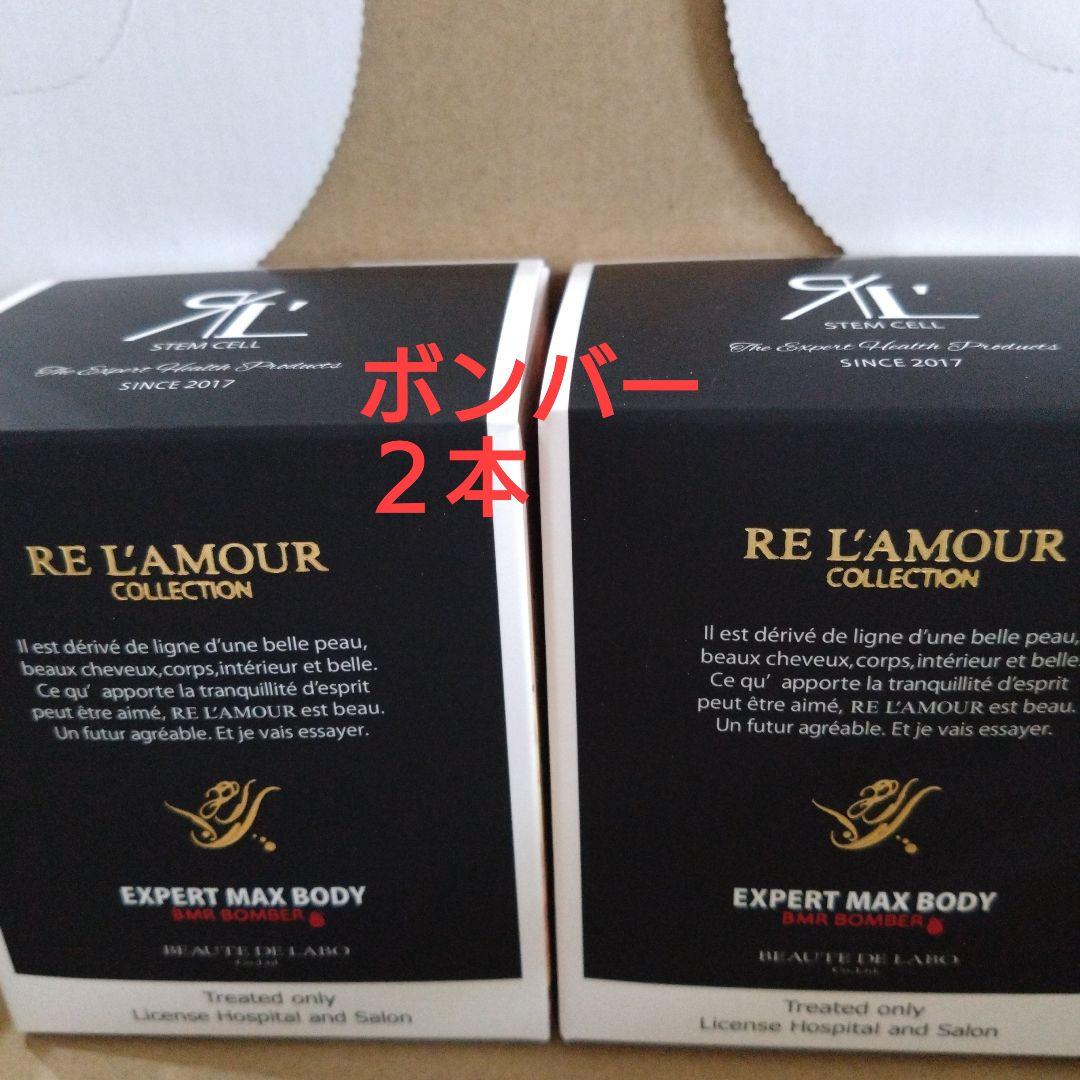 RL'
STEM CELL
The Expert Health Products
SINCE 2017
RE L'AMOUR
COLLECTION
Il est dérivé de ligne d'une belle peau,
beaux cheveux,corps,intérieur et belle.
Ce qu' apporte la tranquillité d'esprit
peut être aimé, RE L'AMOUR est beau.
Un futur agréable. Et je vais essayer.
EXPERT MAX BODY
BMR BOMBER
BEAUTE DE LABO
Co.Ltd.
Treated only
License Hospital and Salon
ボンバー
２本
RL'
STEM CELL
The Expert Health Products
SINCE 2017
RE L'AMOUR
COLLECTION
Il est dérivé de ligne d'une belle peau,
beaux cheveux,corps,intérieur et belle.
Ce qu' apporte la tranquillité d'esprit
peut être aimé, RE L'AMOUR est beau.
Un futur agréable. Et je vais essayer.
EXPERT MAX BODY
BMR BOMBER
BEAUTE DE LABO
Co.Ltd.
Treated only
License Hospital and Salon